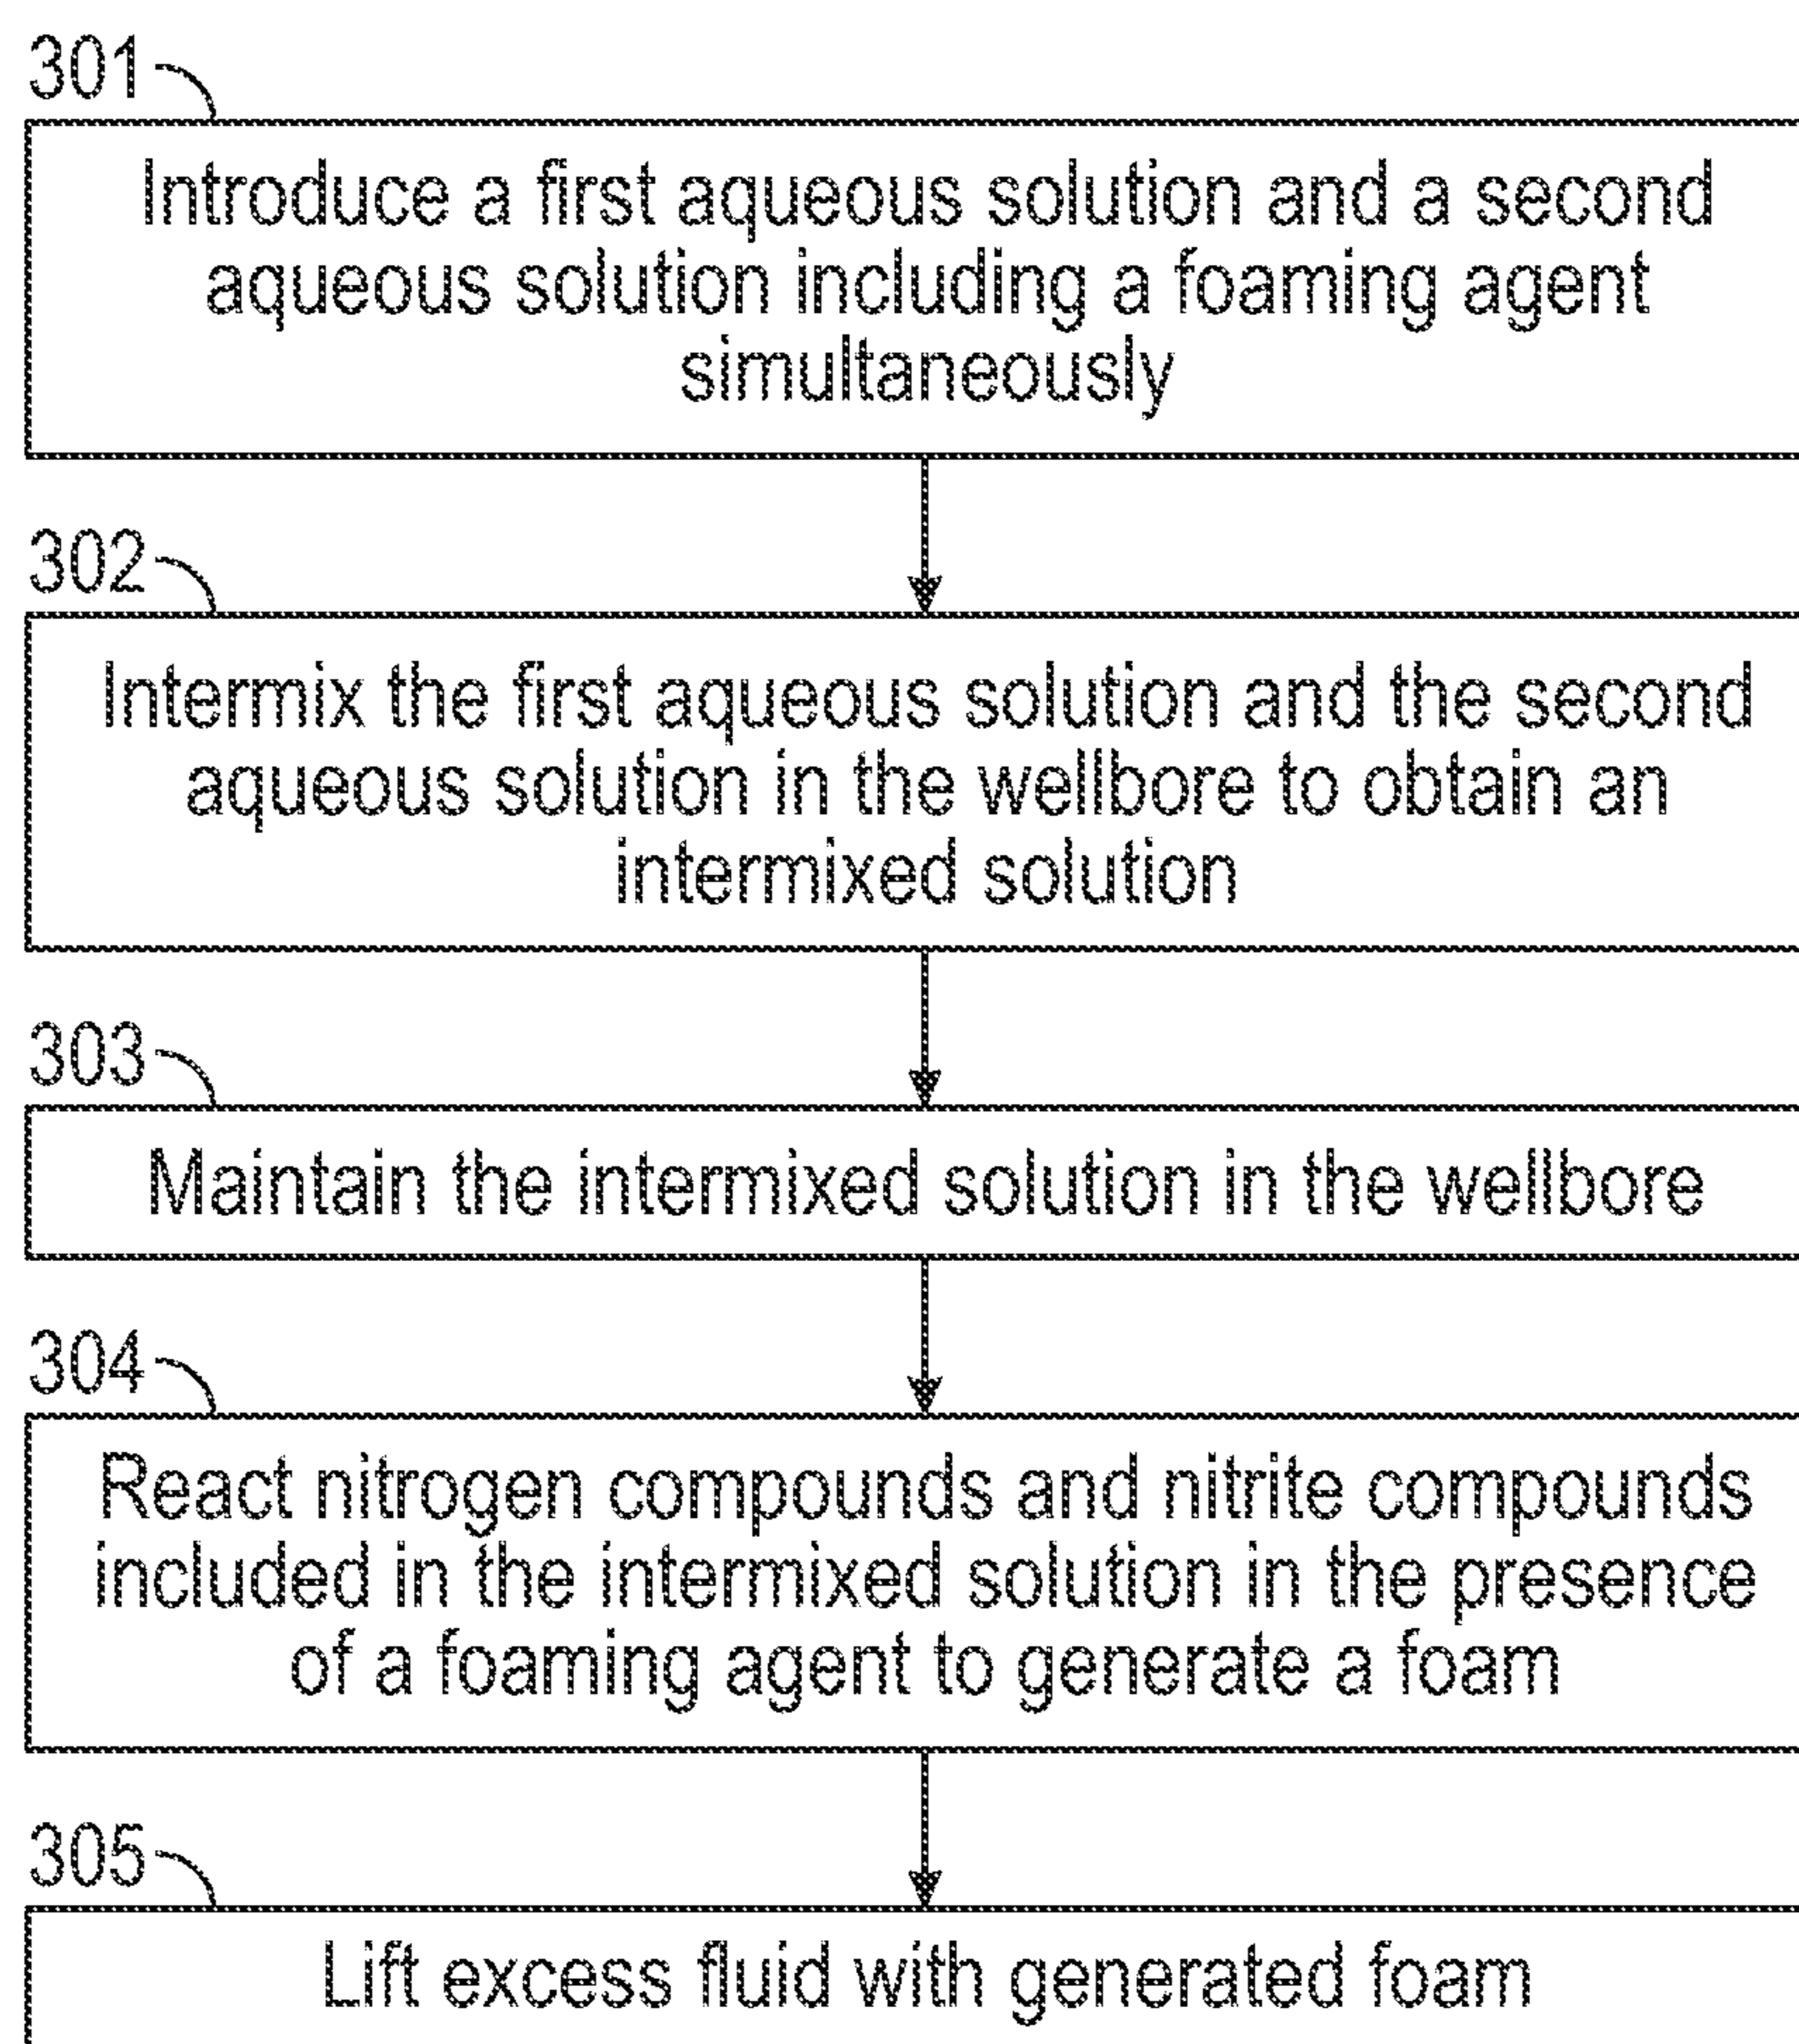 301
Introduce a first aqueous solution and a second
aqueous solution including a foaming agent
simultaneously
302
Intermix the first aqueous solution and the second
aqueous solution in the wellbore to obtain an
intermixed solution
303
Maintain the intermixed solution in the wellbore
304
React nitrogen compounds and nitrite compounds
included in the intermixed solution in the presence
of a foaming agent to generate a foam
305
Lift excess fluid with generated foam